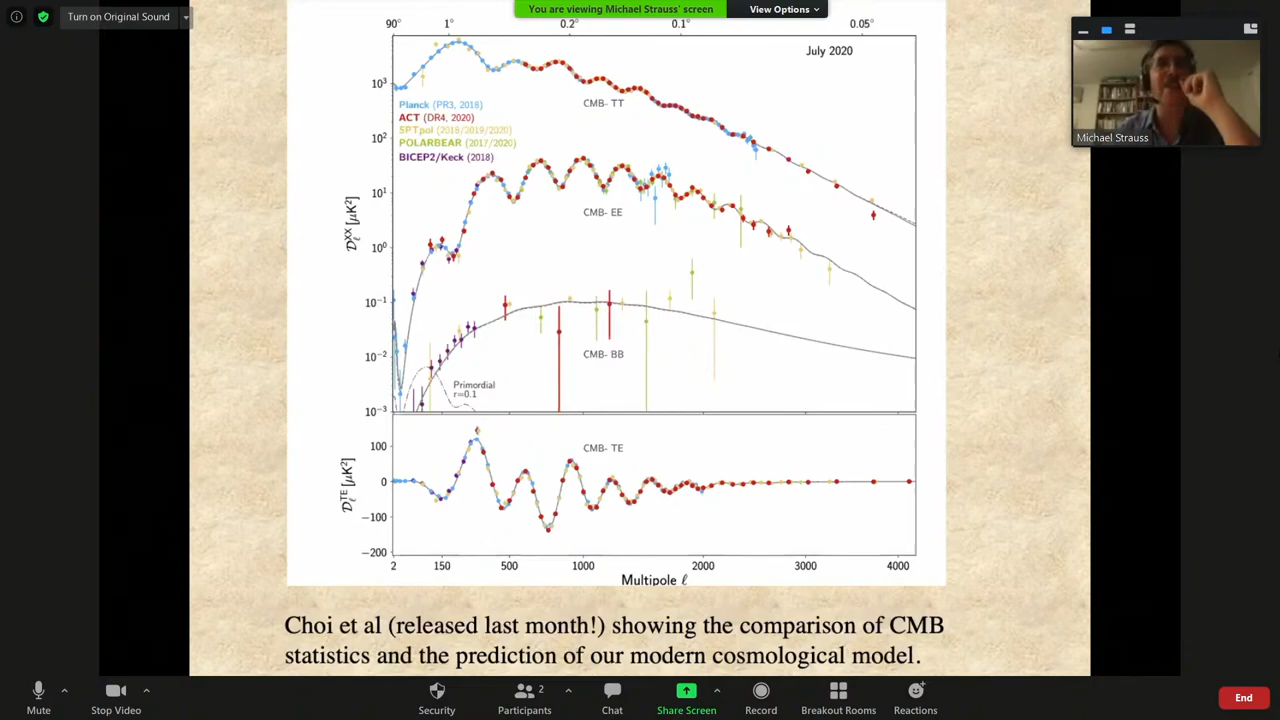 Turn on Original Sound
You are viewing Michael Strauss' screen
View Options
90° 1° 0.2° 0.1° 0.05°
July 2020
10³
CMB- TT
Planck (PR3, 2018)
ACT (DR4, 2020)
SPTpol (2018/2019/2020)
POLARBEAR (2017/2020)
BICEP2/Keck (2018)
10²
10¹
CMB- EE
𝒟ℓ^XX [μK²]
10⁰
10⁻¹
10⁻²
CMB- BB
Primordial
r=0.1
10⁻³
100
CMB- TE
0
𝒟ℓ^TE [μK²]
−100
−200
2 150 500 1000 2000 3000 4000
Multipole ℓ
Choi et al (released last month!) showing the comparison of CMB
statistics and the prediction of our modern cosmological model.
Michael Strauss
Mute
Stop Video
Security
2
Participants
Chat
Share Screen
Record
Breakout Rooms
Reactions
End